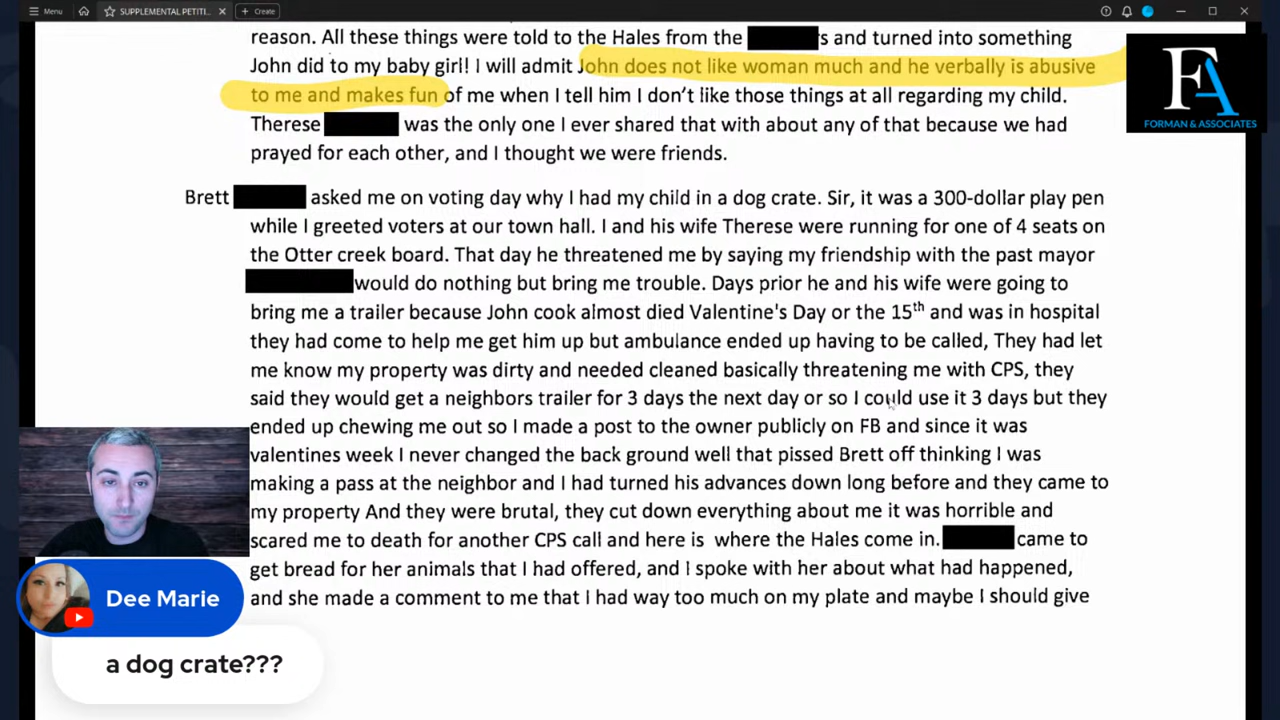 Menu
SUPPLEMENTAL PETITI...
Create
reason. All these things were told to the Hales from the s and turned into something
John did to my baby girl! I will admit John does not like woman much and he verbally is abusive
to me and makes fun of me when I tell him I don't like those things at all regarding my child.
Therese was the only one I ever shared that with about any of that because we had
prayed for each other, and I thought we were friends.
Brett asked me on voting day why I had my child in a dog crate. Sir, it was a 300-dollar play pen
while I greeted voters at our town hall. I and his wife Therese were running for one of 4 seats on
the Otter creek board. That day he threatened me by saying my friendship with the past mayor
would do nothing but bring me trouble. Days prior he and his wife were going to
bring me a trailer because John cook almost died Valentine's Day or the 15th and was in hospital
they had come to help me get him up but ambulance ended up having to be called, They had let
me know my property was dirty and needed cleaned basically threatening me with CPS, they
said they would get a neighbors trailer for 3 days the next day or so I could use it 3 days but they
ended up chewing me out so I made a post to the owner publicly on FB and since it was
valentines week I never changed the back ground well that pissed Brett off thinking I was
making a pass at the neighbor and I had turned his advances down long before and they came to
my property And they were brutal, they cut down everything about me it was horrible and
scared me to death for another CPS call and here is where the Hales come in. came to
get bread for her animals that I had offered, and I spoke with her about what had happened,
and she made a comment to me that I had way too much on my plate and maybe I should give
FA
FORMAN & ASSOCIATES
Dee Marie
a dog crate???